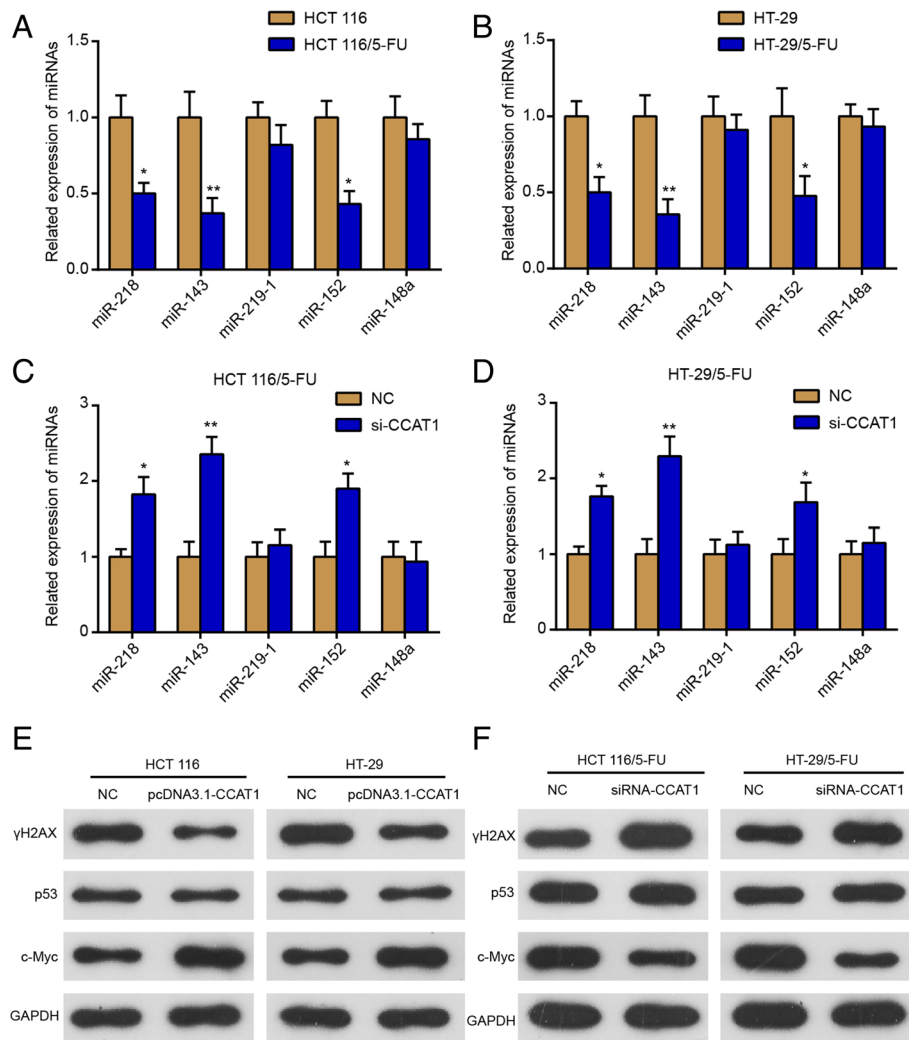 A
HCT 116
HCT 116/5-FU
Related expression of miRNAs
1.5
1.0
0.5
0.0
*
**
*
miR-218
miR-143
miR-219-1
miR-152
miR-148a
B
HT-29
HT-29/5-FU
Related expression of miRNAs
1.5
1.0
0.5
0.0
*
**
*
miR-218
miR-143
miR-219-1
miR-152
miR-148a
C
HCT 116/5-FU
NC
si-CCAT1
Related expression of miRNAs
3
2
1
0
*
**
*
miR-218
miR-143
miR-219-1
miR-152
miR-148a
D
HT-29/5-FU
NC
si-CCAT1
Related expression of miRNAs
3
2
1
0
*
**
*
miR-218
miR-143
miR-219-1
miR-152
miR-148a
E
HCT 116
HT-29
NC pcDNA3.1-CCAT1
NC pcDNA3.1-CCAT1
γH2AX
p53
c-Myc
GAPDH
F
HCT 116/5-FU
HT-29/5-FU
NC siRNA-CCAT1
NC siRNA-CCAT1
γH2AX
p53
c-Myc
GAPDH